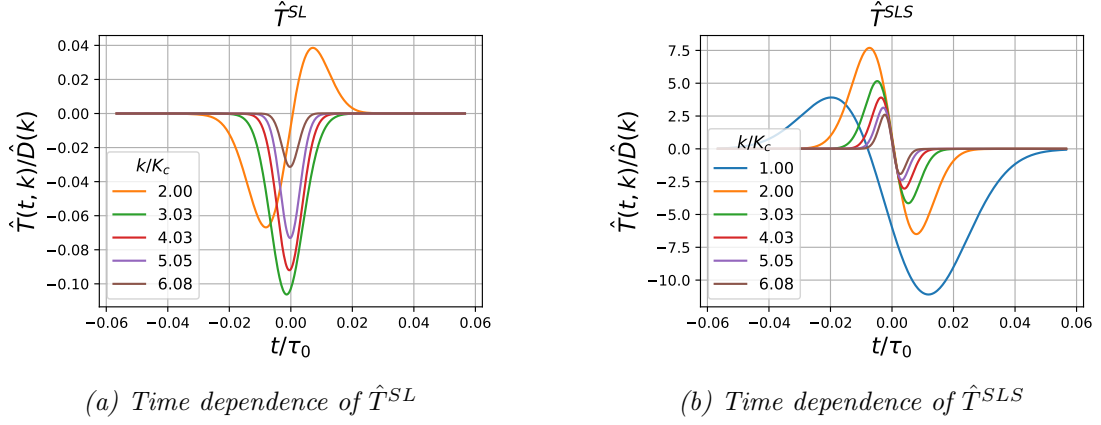 T̂^{SL}
T̂(t, k)/D̂(k)
0.04
0.02
0.00
−0.02
−0.04
−0.06
−0.08
−0.10
k/K_c
2.00
3.03
4.03
5.05
6.08
−0.06 −0.04 −0.02 0.00 0.02 0.04 0.06
t/τ_0
(a) Time dependence of T̂^{SL}
T̂^{SLS}
T̂(t, k)/D̂(k)
7.5
5.0
2.5
0.0
−2.5
−5.0
−7.5
−10.0
k/K_c
1.00
2.00
3.03
4.03
5.05
6.08
−0.06 −0.04 −0.02 0.00 0.02 0.04 0.06
t/τ_0
(b) Time dependence of T̂^{SLS}